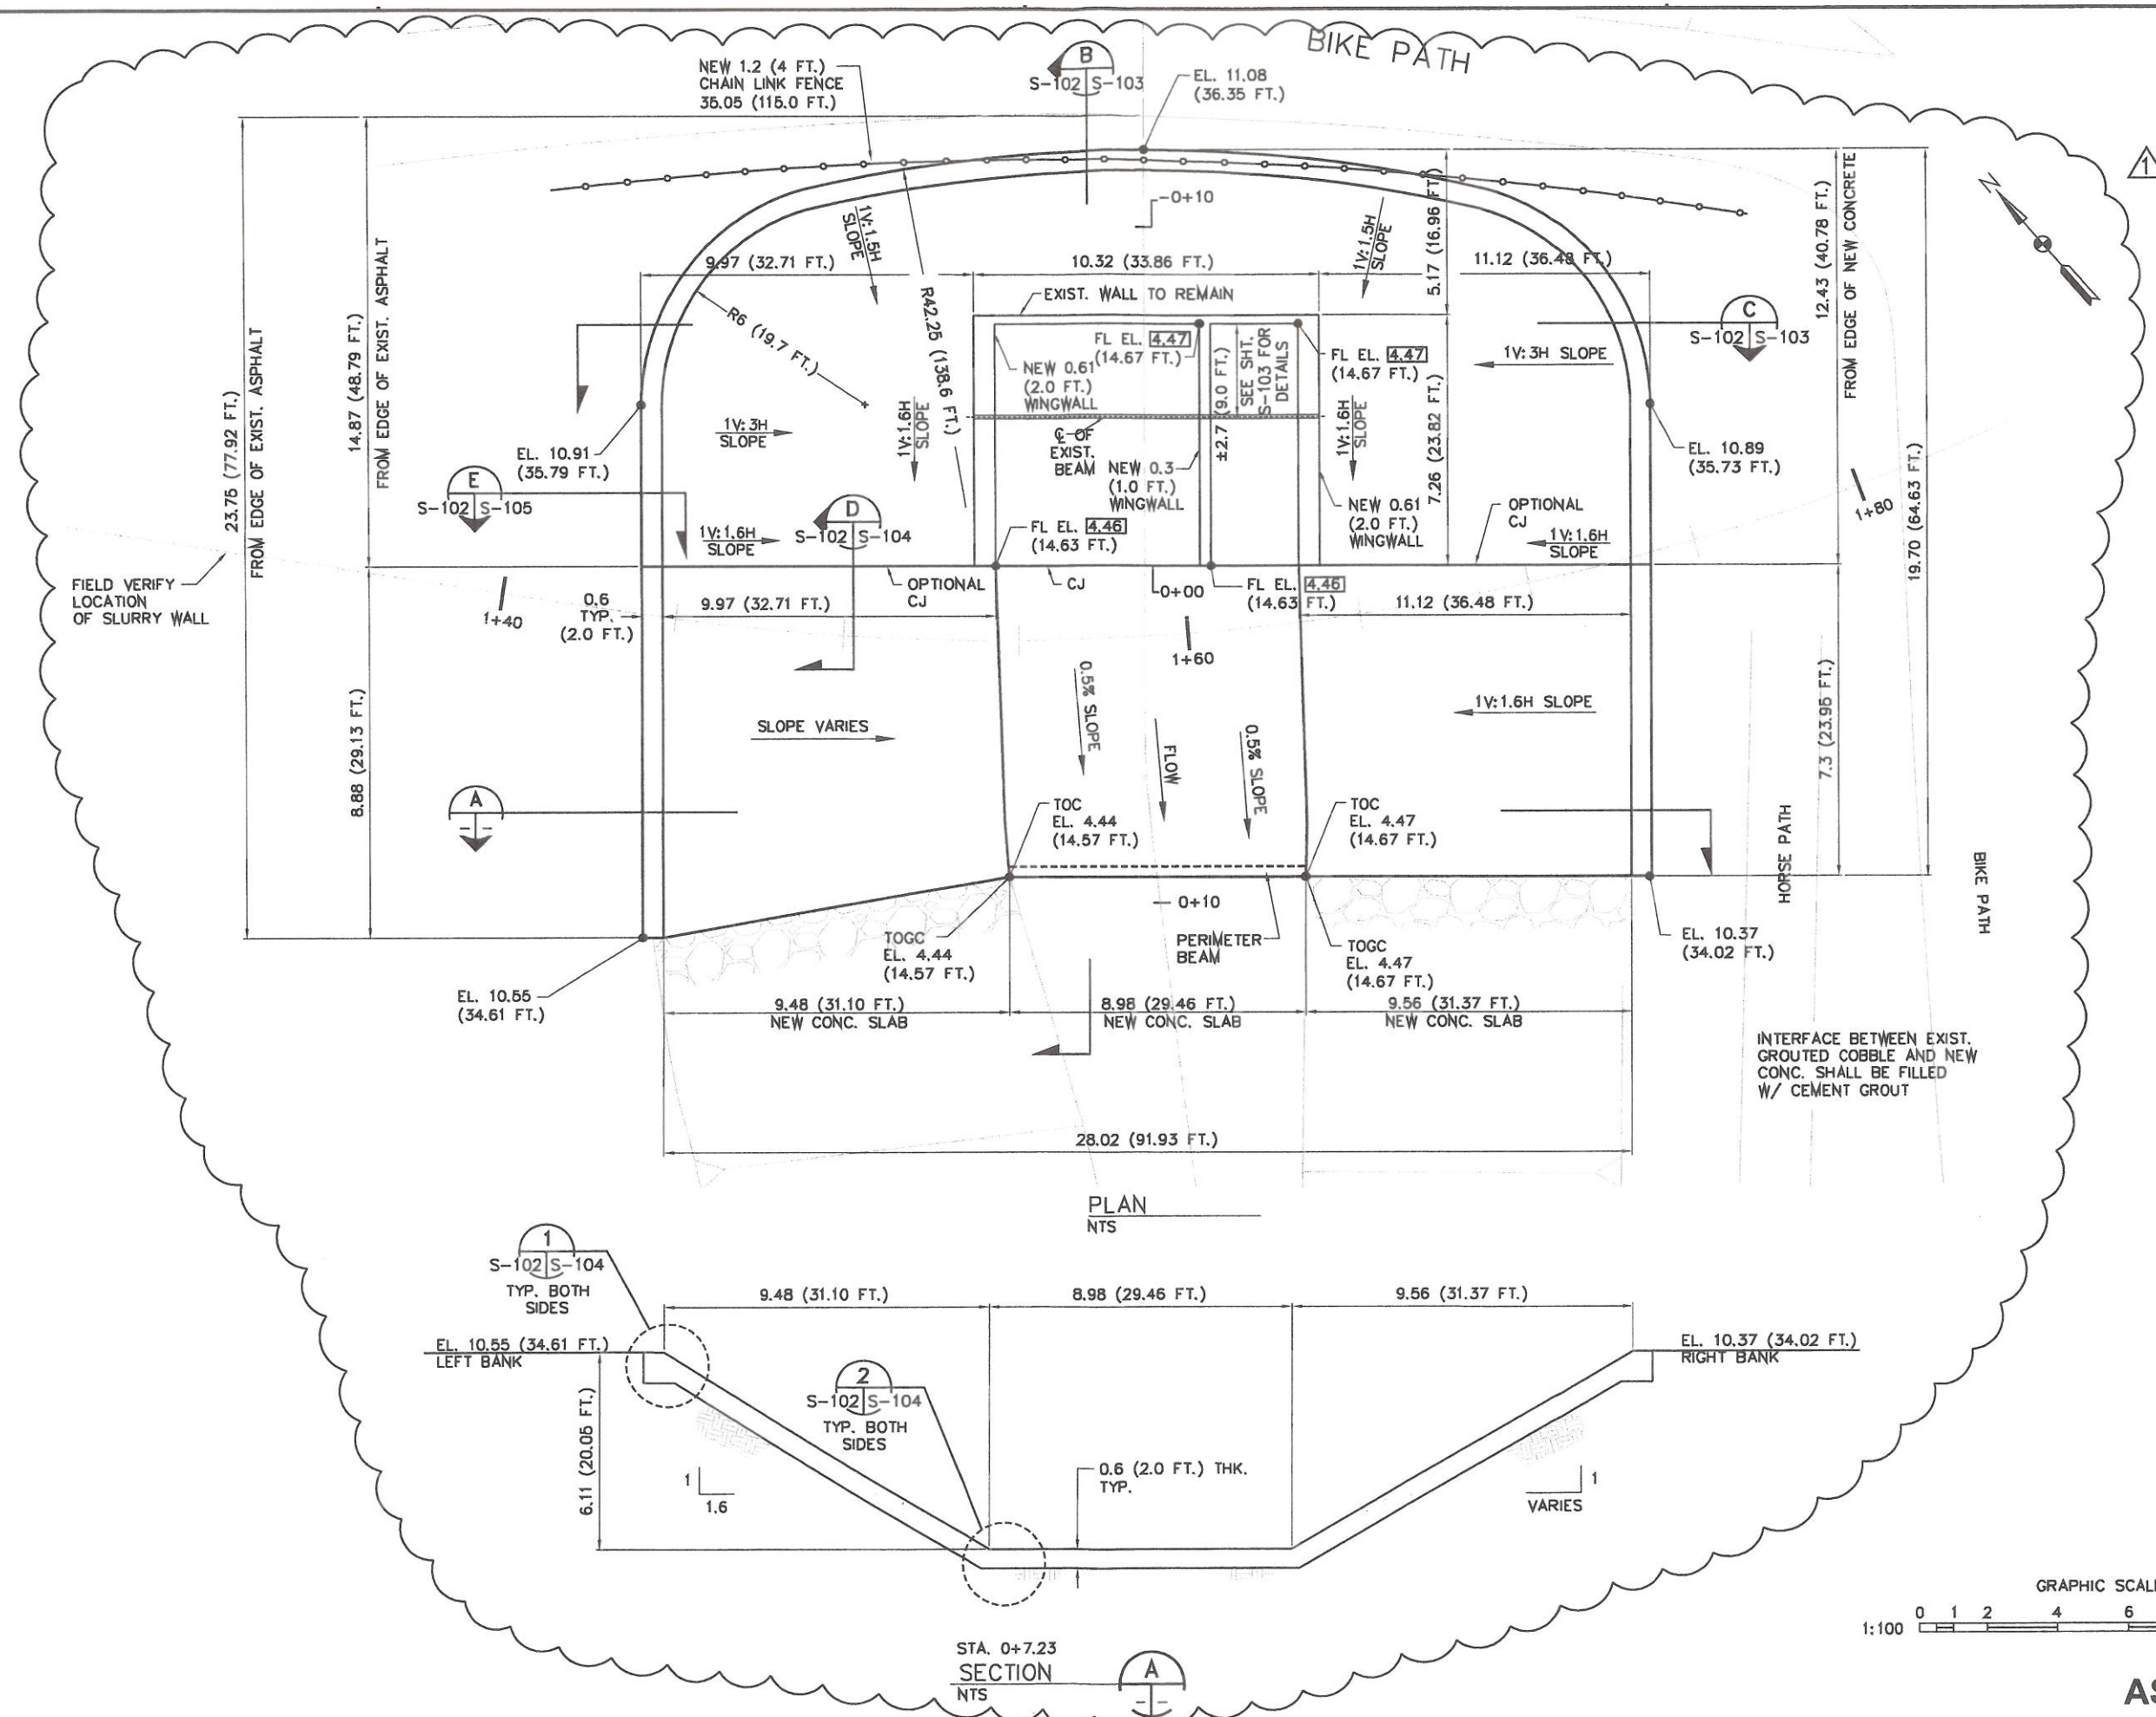 BIKE PATH
NEW 1.2 (4 FT.)
CHAIN LINK FENCE
35.05 (115.0 FT.)
B
S-102 S-103
EL. 11.08
(36.35 FT.)
1
N
-0+10
1V:1.5H
SLOPE
1V:1.5H
SLOPE
5.17 (16.96 FT.)
12.43 (40.78 FT.)
FROM EDGE OF NEW CONCRETE
9.97 (32.71 FT.)
10.32 (33.86 FT.)
11.12 (36.48 FT.)
EXIST. WALL TO REMAIN
R6 (19.7 FT.)
R42.25 (138.6 FT.)
C
S-102 S-103
FL EL. 4.47
(14.67 FT.)
SEE SHT.
S-103 FOR
DETAILS
±2.7 (9.0 FT.)
FL EL. 4.47
(14.67 FT.)
1V:3H SLOPE
NEW 0.61
(2.0 FT.)
WINGWALL
23.75 (77.92 FT.)
FROM EDGE OF EXIST. ASPHALT
14.87 (48.79 FT.)
FROM EDGE OF EXIST. ASPHALT
1V:3H
SLOPE
1V:1.6H
SLOPE
1V:1.6H
SLOPE
7.26 (23.82 FT.)
EL. 10.91
(35.79 FT.)
℄ OF
EXIST.
BEAM
NEW 0.3
(1.0 FT.)
WINGWALL
EL. 10.89
(35.73 FT.)
19.70 (64.63 FT.)
E
S-102 S-105
D
S-102 S-104
NEW 0.61
(2.0 FT.)
WINGWALL
OPTIONAL
CJ
1+80
1V:1.6H
SLOPE
FL EL. 4.46
(14.63 FT.)
1V:1.6H
SLOPE
FIELD VERIFY
LOCATION
OF SLURRY WALL
1+40
0.6
TYP.
(2.0 FT.)
9.97 (32.71 FT.)
OPTIONAL
CJ
CJ
0+00
FL EL. 4.46
(14.63 FT.)
11.12 (36.48 FT.)
1+60
8.88 (29.13 FT.)
SLOPE VARIES
0.5% SLOPE
FLOW
0.5% SLOPE
1V:1.6H SLOPE
7.3 (23.95 FT.)
A
TOC
EL. 4.44
(14.57 FT.)
TOC
EL. 4.47
(14.67 FT.)
HORSE PATH
BIKE PATH
0+10
TOGC
EL. 4.44
(14.57 FT.)
PERIMETER
BEAM
TOGC
EL. 4.47
(14.67 FT.)
EL. 10.37
(34.02 FT.)
EL. 10.55
(34.61 FT.)
9.48 (31.10 FT.)
NEW CONC. SLAB
8.98 (29.46 FT.)
NEW CONC. SLAB
9.56 (31.37 FT.)
NEW CONC. SLAB
INTERFACE BETWEEN EXIST.
GROUTED COBBLE AND NEW
CONC. SHALL BE FILLED
W/ CEMENT GROUT
28.02 (91.93 FT.)
PLAN
NTS
1
S-102 S-104
TYP. BOTH
SIDES
9.48 (31.10 FT.)
8.98 (29.46 FT.)
9.56 (31.37 FT.)
EL. 10.55 (34.61 FT.)
LEFT BANK
EL. 10.37 (34.02 FT.)
RIGHT BANK
2
S-102 S-104
TYP. BOTH
SIDES
6.11 (20.05 FT.)
0.6 (2.0 FT.) THK.
TYP.
1
1.6
1
VARIES
GRAPHIC SCAL
0 1 2 4 6
1:100
STA. 0+7.23
SECTION
NTS
A
AS